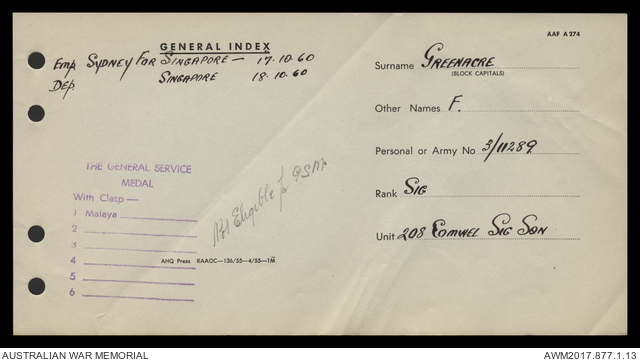 AAF A274
GENERAL INDEX
Emp. SYDNEY FOR SINGAPORE — 17.10.60
Dep. SINGAPORE 18.10.60
Surname GREENACRE
(BLOCK CAPITALS)
Other Names F.
Personal or Army No 3/11289
Rank SIG
Unit 208 COMWEL SIG SQN
THE GENERAL SERVICE
MEDAL
With Clasp—
1 Malaya
2
3
4
5
6
Not Eligible for GSM
AHQ Press EAAOC—136/55—4/55—1M
AUSTRALIAN WAR MEMORIAL
AWM2017.877.1.13